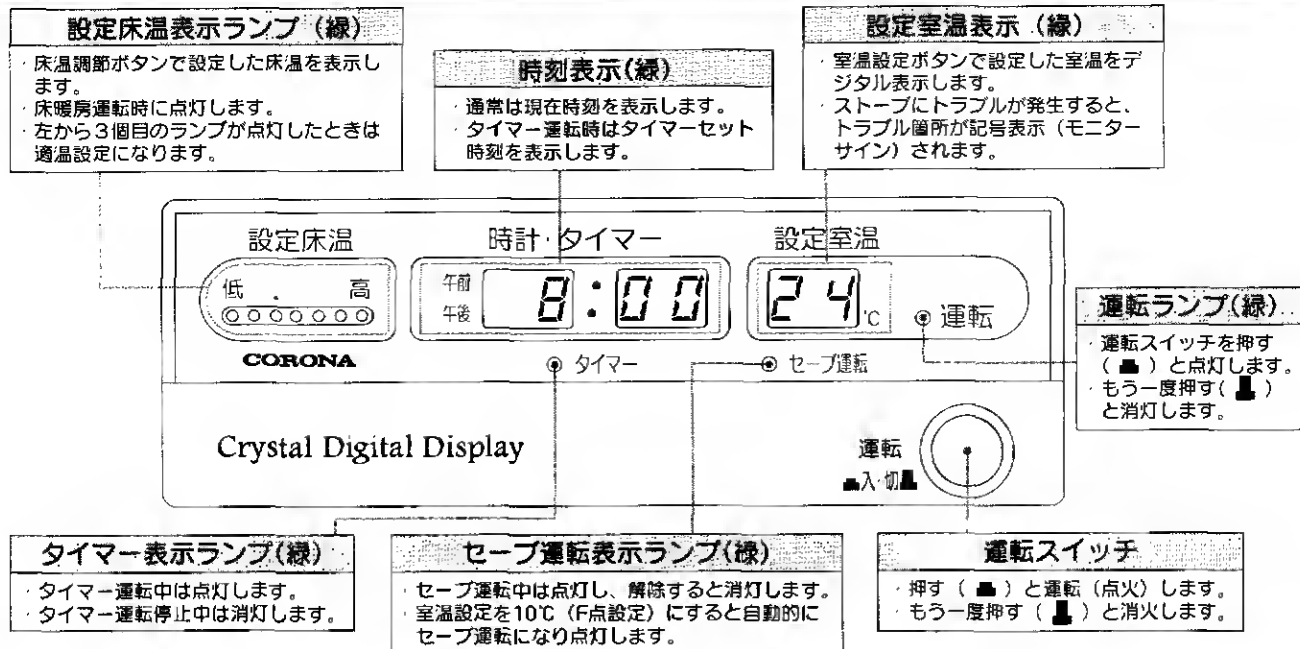 設定床温表示ランプ（緑）
・床温調節ボタンで設定した床温を表示し
ます。
・床暖房運転時に点灯します。
・左から３個目のランプが点灯したときは
適温設定になります。
時刻表示(緑)
・通常は現在時刻を表示します。
・タイマー運転時はタイマーセット
時刻を表示します。
設定室温表示（緑）
・室温設定ボタンで設定した室温をデ
ジタル表示します。
・ストーブにトラブルが発生すると、
トラブル箇所が記号表示（モニター
サイン）されます。
設定床温
時計・タイマー
設定室温
低 . 高
午前
午後
8:00
24℃
運転
CORONA
タイマー
セーブ運転
運転ランプ(緑)
・運転スイッチを押す
（ ）と点灯します。
・もう一度押す（ ）
と消灯します。
Crystal Digital Display
運転
入・切
タイマー表示ランプ(緑)
・タイマー運転中は点灯します。
・タイマー運転停止中は消灯します。
セーブ運転表示ランプ(緑)
・セーブ運転中は点灯し、解除すると消灯します。
・室温設定を10℃（F点設定）にすると自動的に
セーブ運転になり点灯します。
運転スイッチ
・押す（ ）と運転（点火）します。
・もう一度押す（ ）と消火します。